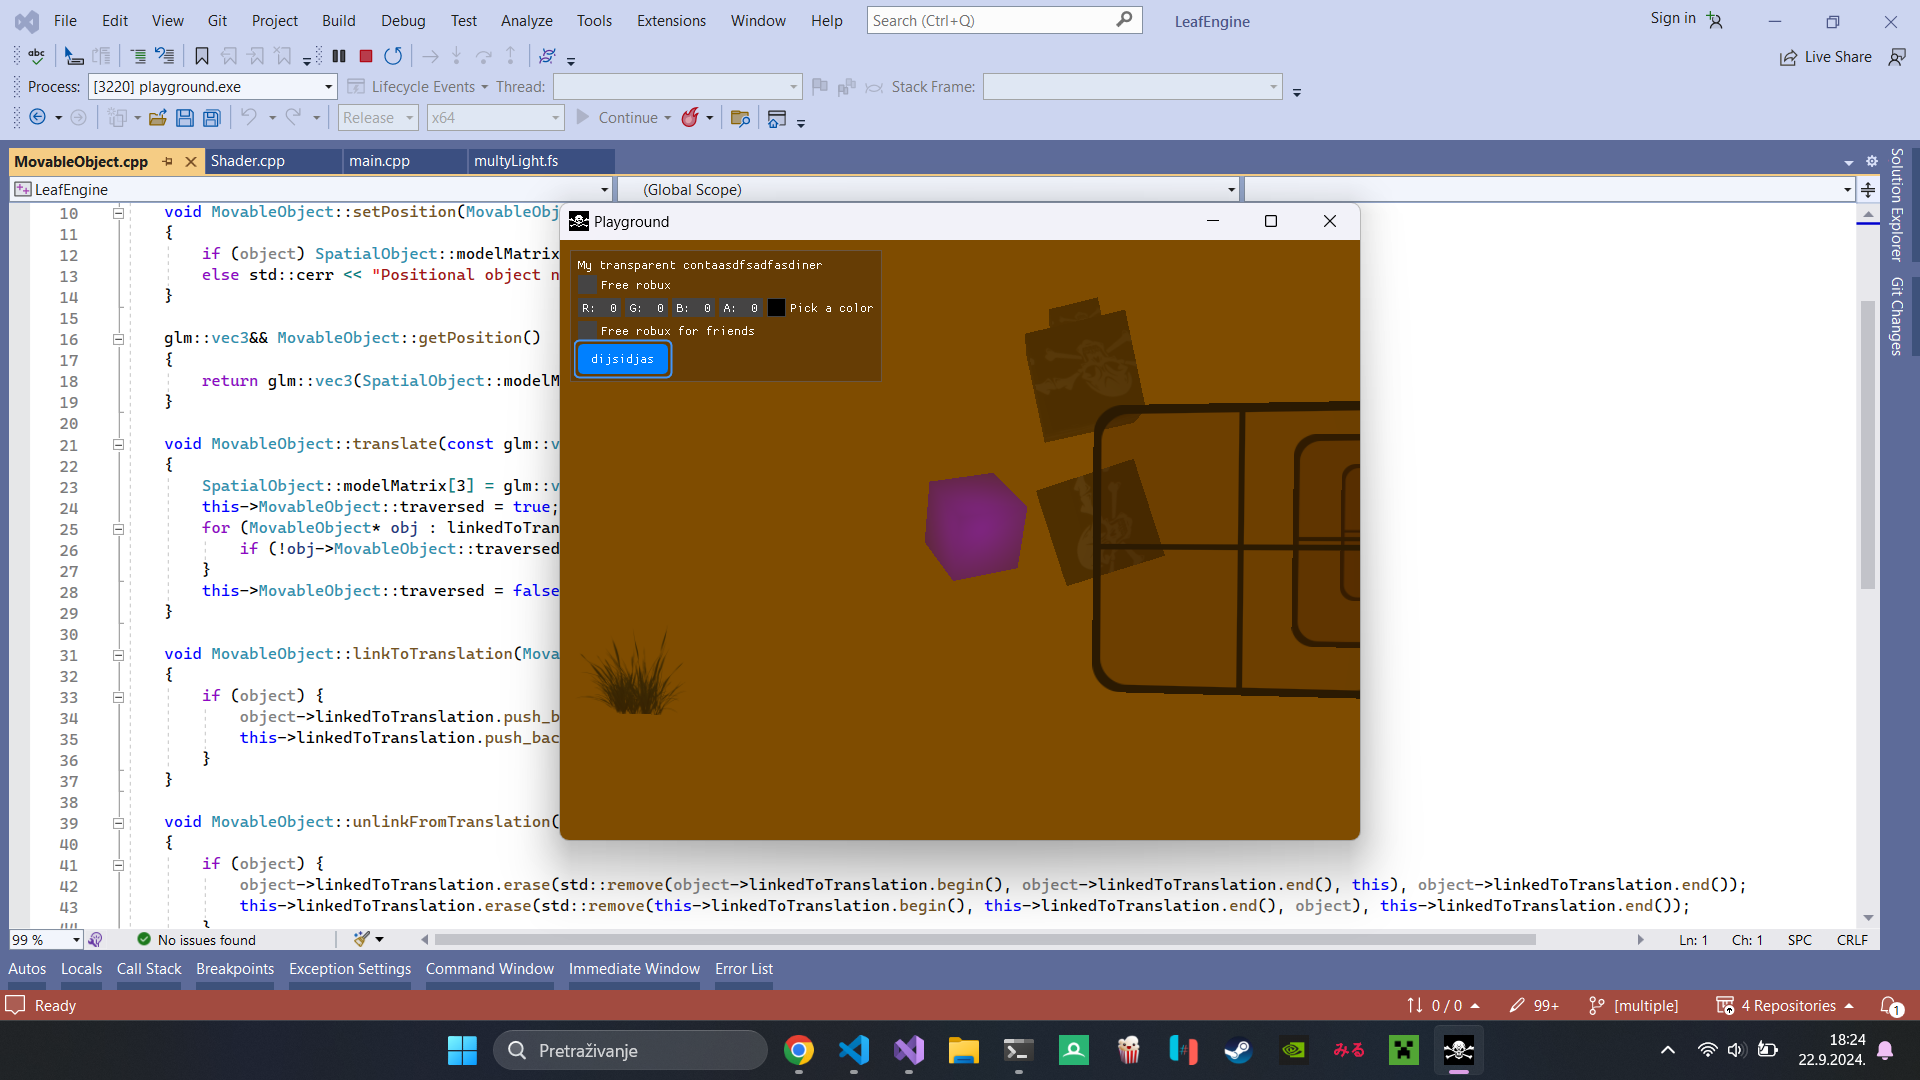 File Edit View Git Project Build Debug Test Analyze Tools Extensions Window Help Search (Ctrl+Q) LeafEngine Sign in
abc Live Share
Process: [3220] playground.exe Lifecycle Events Thread: Stack Frame:
Release x64 Continue
MovableObject.cpp Shader.cpp main.cpp multyLight.fs
LeafEngine (Global Scope)
Solution Explorer
Git Changes
10 void MovableObject::setPosition(MovableObj
11 {
12 if (object) SpatialObject::modelMatrix
13 else std::cerr << "Positional object n
14 }
15
16 glm::vec3&& MovableObject::getPosition()
17 {
18 return glm::vec3(SpatialObject::modelM
19 }
20
21 void MovableObject::translate(const glm::v
22 {
23 SpatialObject::modelMatrix[3] = glm::v
24 this->MovableObject::traversed = true;
25 for (MovableObject* obj : linkedToTran
26 if (!obj->MovableObject::traversed
27 }
28 this->MovableObject::traversed = false
29 }
30
31 void MovableObject::linkToTranslation(Mova
32 {
33 if (object) {
34 object->linkedToTranslation.push_b
35 this->linkedToTranslation.push_bac
36 }
37 }
38
39 void MovableObject::unlinkFromTranslation(
40 {
41 if (object) {
42 object->linkedToTranslation.erase(std::remove(object->linkedToTranslation.begin(), object->linkedToTranslation.end(), this), object->linkedToTranslation.end());
43 this->linkedToTranslation.erase(std::remove(this->linkedToTranslation.begin(), this->linkedToTranslation.end(), object), this->linkedToTranslation.end());
Playground
My transparent contaasdfsadfasdiner
Free robux
R: 0 G: 0 B: 0 A: 0 Pick a color
Free robux for friends
dijsidjas
99 % No issues found Ln: 1 Ch: 1 SPC CRLF
Autos Locals Call Stack Breakpoints Exception Settings Command Window Immediate Window Error List
Ready 0 / 0 99+ [multiple] 4 Repositories 1
Pretraživanje みる 18:24
22.9.2024.